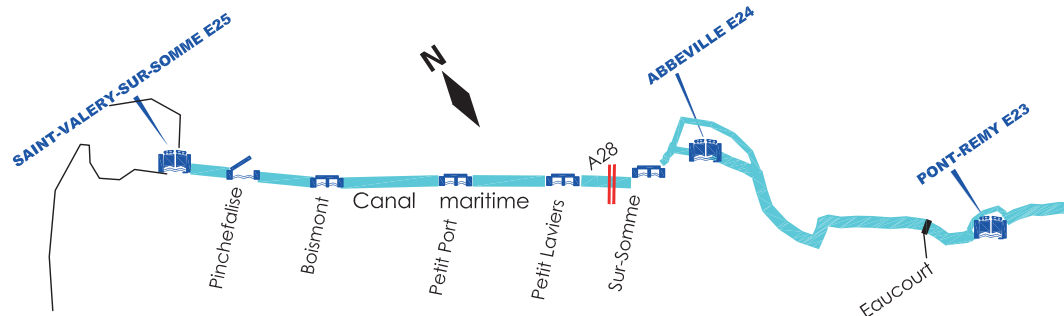 SAINT-VALERY-SUR-SOMME E25
N
ABBEVILLE E24
PONT-REMY E23
A28
Canal maritime
Pinchefalise
Boismont
Petit Port
Petit Laviers
Sur-Somme
Eaucourt